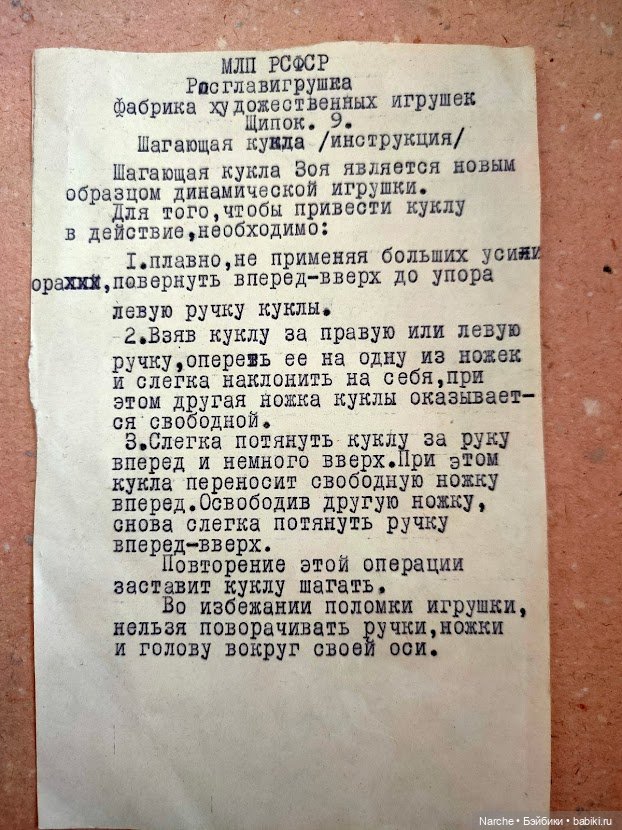 МЛП РСФСР
Росглавигрушка
Фабрика художественных игрушек
Щипок. 9.
Шагающая кукла /инструкция/
Шагающая кукла Зоя является новым
образцом динамической игрушки.
Для того,чтобы привести куклу
в действие,необходимо:
1.плавно,не применяя больших усили
повернуть вперед-вверх до упора
левую ручку куклы.
2.Взяв куклу за правую или левую
ручку,опереть ее на одну из ножек
и слегка наклонить на себя,при
этом другая ножка куклы оказывает-
ся свободной.
3.Слегка потянуть куклу за руку
вперед и немного вверх.При этом
кукла переносит свободную ножку
вперед.Освободив другую ножку,
снова слегка потянуть ручку
вперед-вверх.
Повторение этой операции
заставит куклу шагать.
Во избежании поломки игрушки,
нельзя поворачивать ручки,ножки
и голову вокруг своей оси.
Narche • Бэйбики • babiki.ru